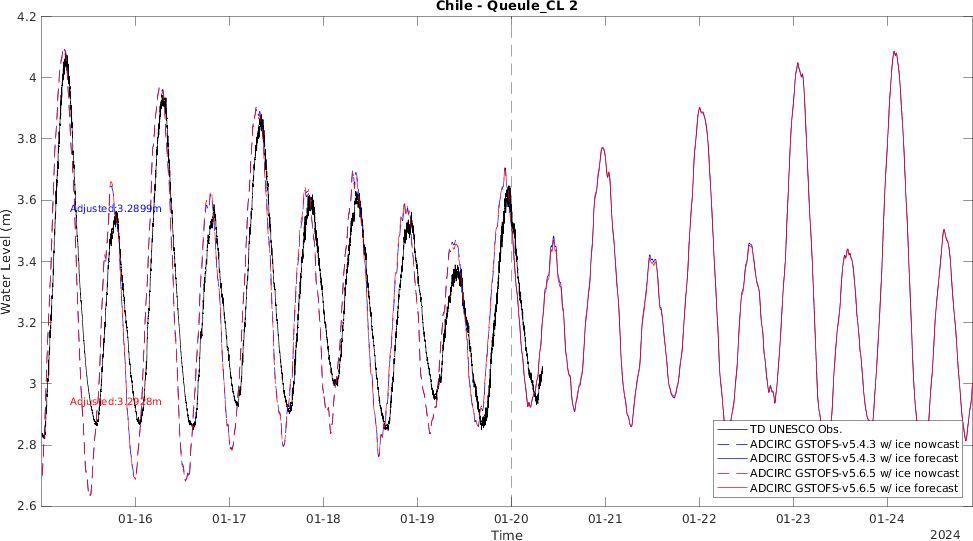 Chile - Queule_CL 2
Water Level (m)
4.2
4
3.8
3.6
3.4
3.2
3
2.8
2.6
Adjusted:3.2899m
Adjusted:3.2928m
TD UNESCO Obs.
ADCIRC GSTOFS-v5.4.3 w/ ice nowcast
ADCIRC GSTOFS-v5.4.3 w/ ice forecast
ADCIRC GSTOFS-v5.6.5 w/ ice nowcast
ADCIRC GSTOFS-v5.6.5 w/ ice forecast
01-16 01-17 01-18 01-19 01-20 01-21 01-22 01-23 01-24
Time
2024